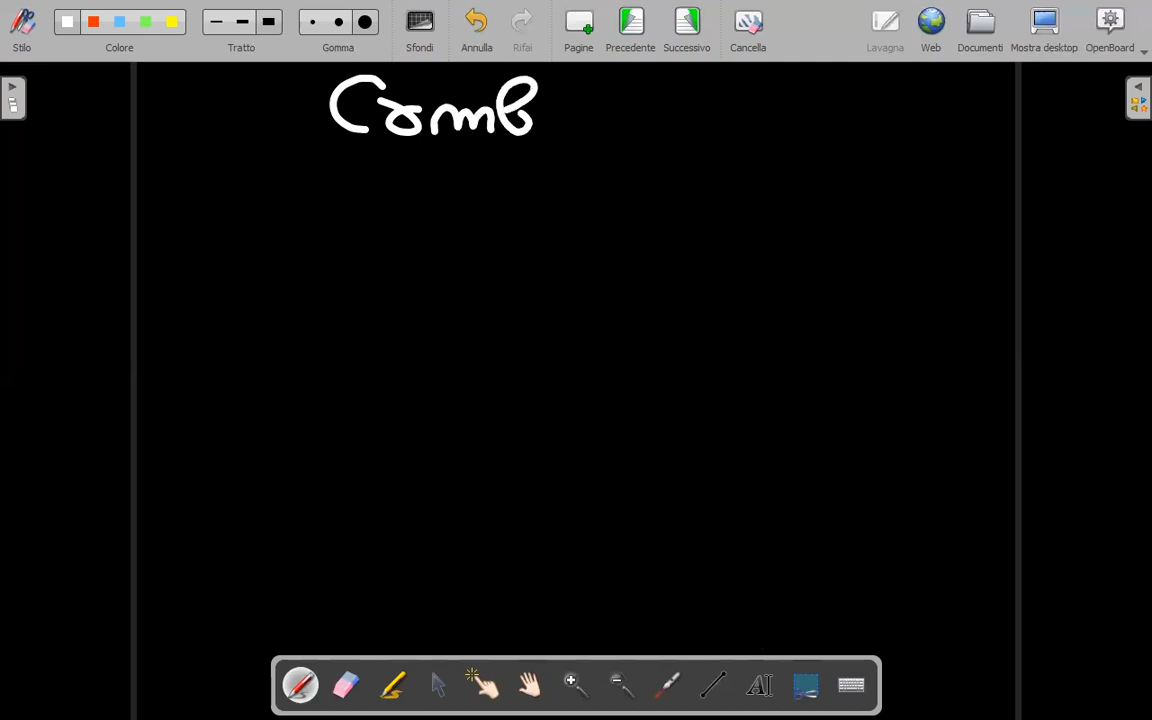 Stilo Colore Tratto Gomma Sfondi Annulla Rifai Pagine Precedente Successivo Cancella Lavagna Web Documenti Mostra desktop OpenBoard
Comb